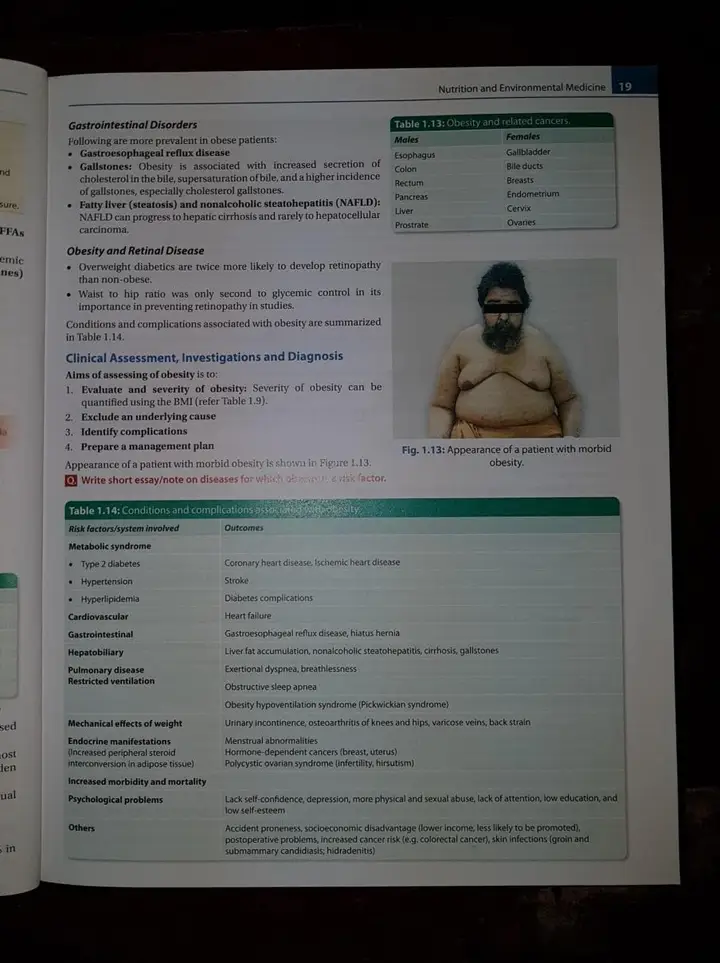 Nutrition and Environmental Medicine 19
Gastrointestinal Disorders
Following are more prevalent in obese patients:
• Gastroesophageal reflux disease
• Gallstones: Obesity is associated with increased secretion of
cholesterol in the bile, supersaturation of bile, and a higher incidence
of gallstones, especially cholesterol gallstones.
• Fatty liver (steatosis) and nonalcoholic steatohepatitis (NAFLD):
NAFLD can progress to hepatic cirrhosis and rarely to hepatocellular
carcinoma.
Obesity and Retinal Disease
• Overweight diabetics are twice more likely to develop retinopathy
than non-obese.
• Waist to hip ratio was only second to glycemic control in its
importance in preventing retinopathy in studies.
Conditions and complications associated with obesity are summarized
in Table 1.14.
Clinical Assessment, Investigations and Diagnosis
Aims of assessing of obesity is to:
1. Evaluate and severity of obesity: Severity of obesity can be
quantified using the BMI (refer Table 1.9).
2. Exclude an underlying cause
3. Identify complications
4. Prepare a management plan
Appearance of a patient with morbid obesity is shown in Figure 1.13.
Q. Write short essay/note on diseases for which obesity is a risk factor.
Table 1.13: Obesity and related cancers.
Males Females
Esophagus Gallbladder
Colon Bile ducts
Rectum Breasts
Pancreas Endometrium
Liver Cervix
Prostrate Ovaries
Fig. 1.13: Appearance of a patient with morbid
obesity.
Table 1.14: Conditions and complications associated with obesity.
Risk factors/system involved Outcomes
Metabolic syndrome
• Type 2 diabetes Coronary heart disease, Ischemic heart disease
• Hypertension Stroke
• Hyperlipidemia Diabetes complications
Cardiovascular Heart failure
Gastrointestinal Gastroesophageal reflux disease, hiatus hernia
Hepatobiliary Liver fat accumulation, nonalcoholic steatohepatitis, cirrhosis, gallstones
Pulmonary disease Exertional dyspnea, breathlessness
Restricted ventilation
Obstructive sleep apnea
Obesity hypoventilation syndrome (Pickwickian syndrome)
Mechanical effects of weight Urinary incontinence, osteoarthritis of knees and hips, varicose veins, back strain
Endocrine manifestations Menstrual abnormalities
(Increased peripheral steroid Hormone-dependent cancers (breast, uterus)
interconversion in adipose tissue) Polycystic ovarian syndrome (infertility, hirsutism)
Increased morbidity and mortality
Psychological problems Lack self-confidence, depression, more physical and sexual abuse, lack of attention, low education, and
low self-esteem
Others Accident proneness, socioeconomic disadvantage (lower income, less likely to be promoted),
postoperative problems, increased cancer risk (e.g. colorectal cancer), skin infections (groin and
submammary candidiasis; hidradenitis)